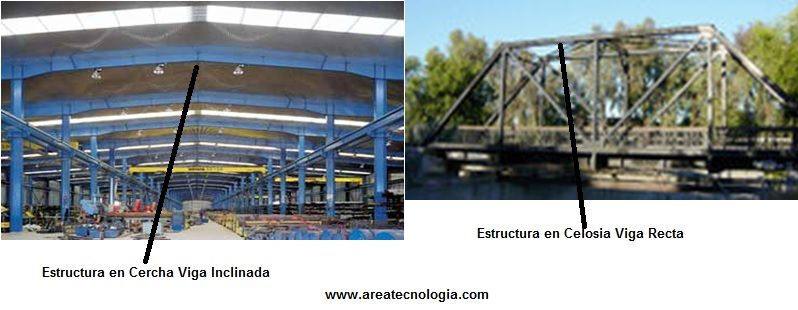 Estructura en Celosia Viga Recta
Estructura en Cercha Viga Inclinada
www.areatecnologia.com